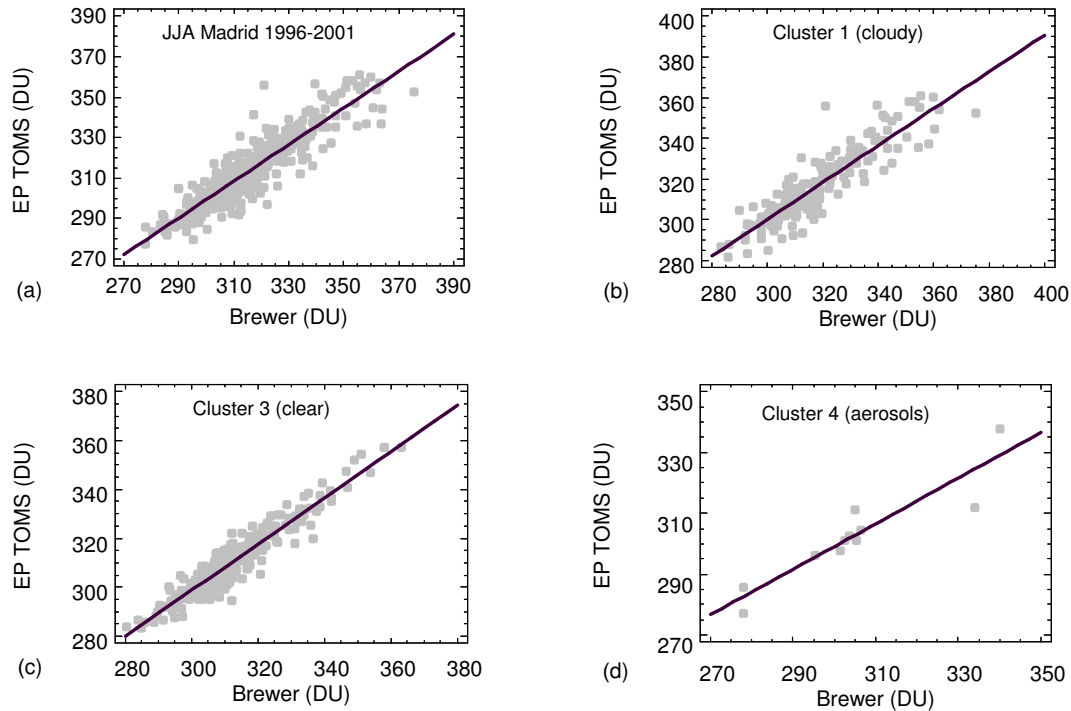 JJA Madrid 1996-2001
EP TOMS (DU)
390
370
350
330
310
290
270
270 290 310 330 350 370 390
Brewer (DU)
(a)
Cluster 1 (cloudy)
EP TOMS (DU)
400
380
360
340
320
300
280
280 300 320 340 360 380 400
Brewer (DU)
(b)
Cluster 3 (clear)
EP TOMS (DU)
380
360
340
320
300
280
280 300 320 340 360 380
Brewer (DU)
(c)
Cluster 4 (aerosols)
EP TOMS (DU)
350
330
310
290
270
270 290 310 330 350
Brewer (DU)
(d)